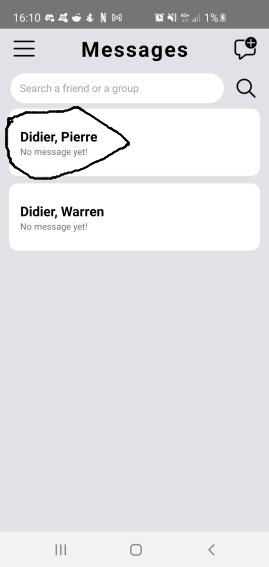 16:10 1%
Messages
Search a friend or a group
Didier, Pierre
No message yet!
Didier, Warren
No message yet!